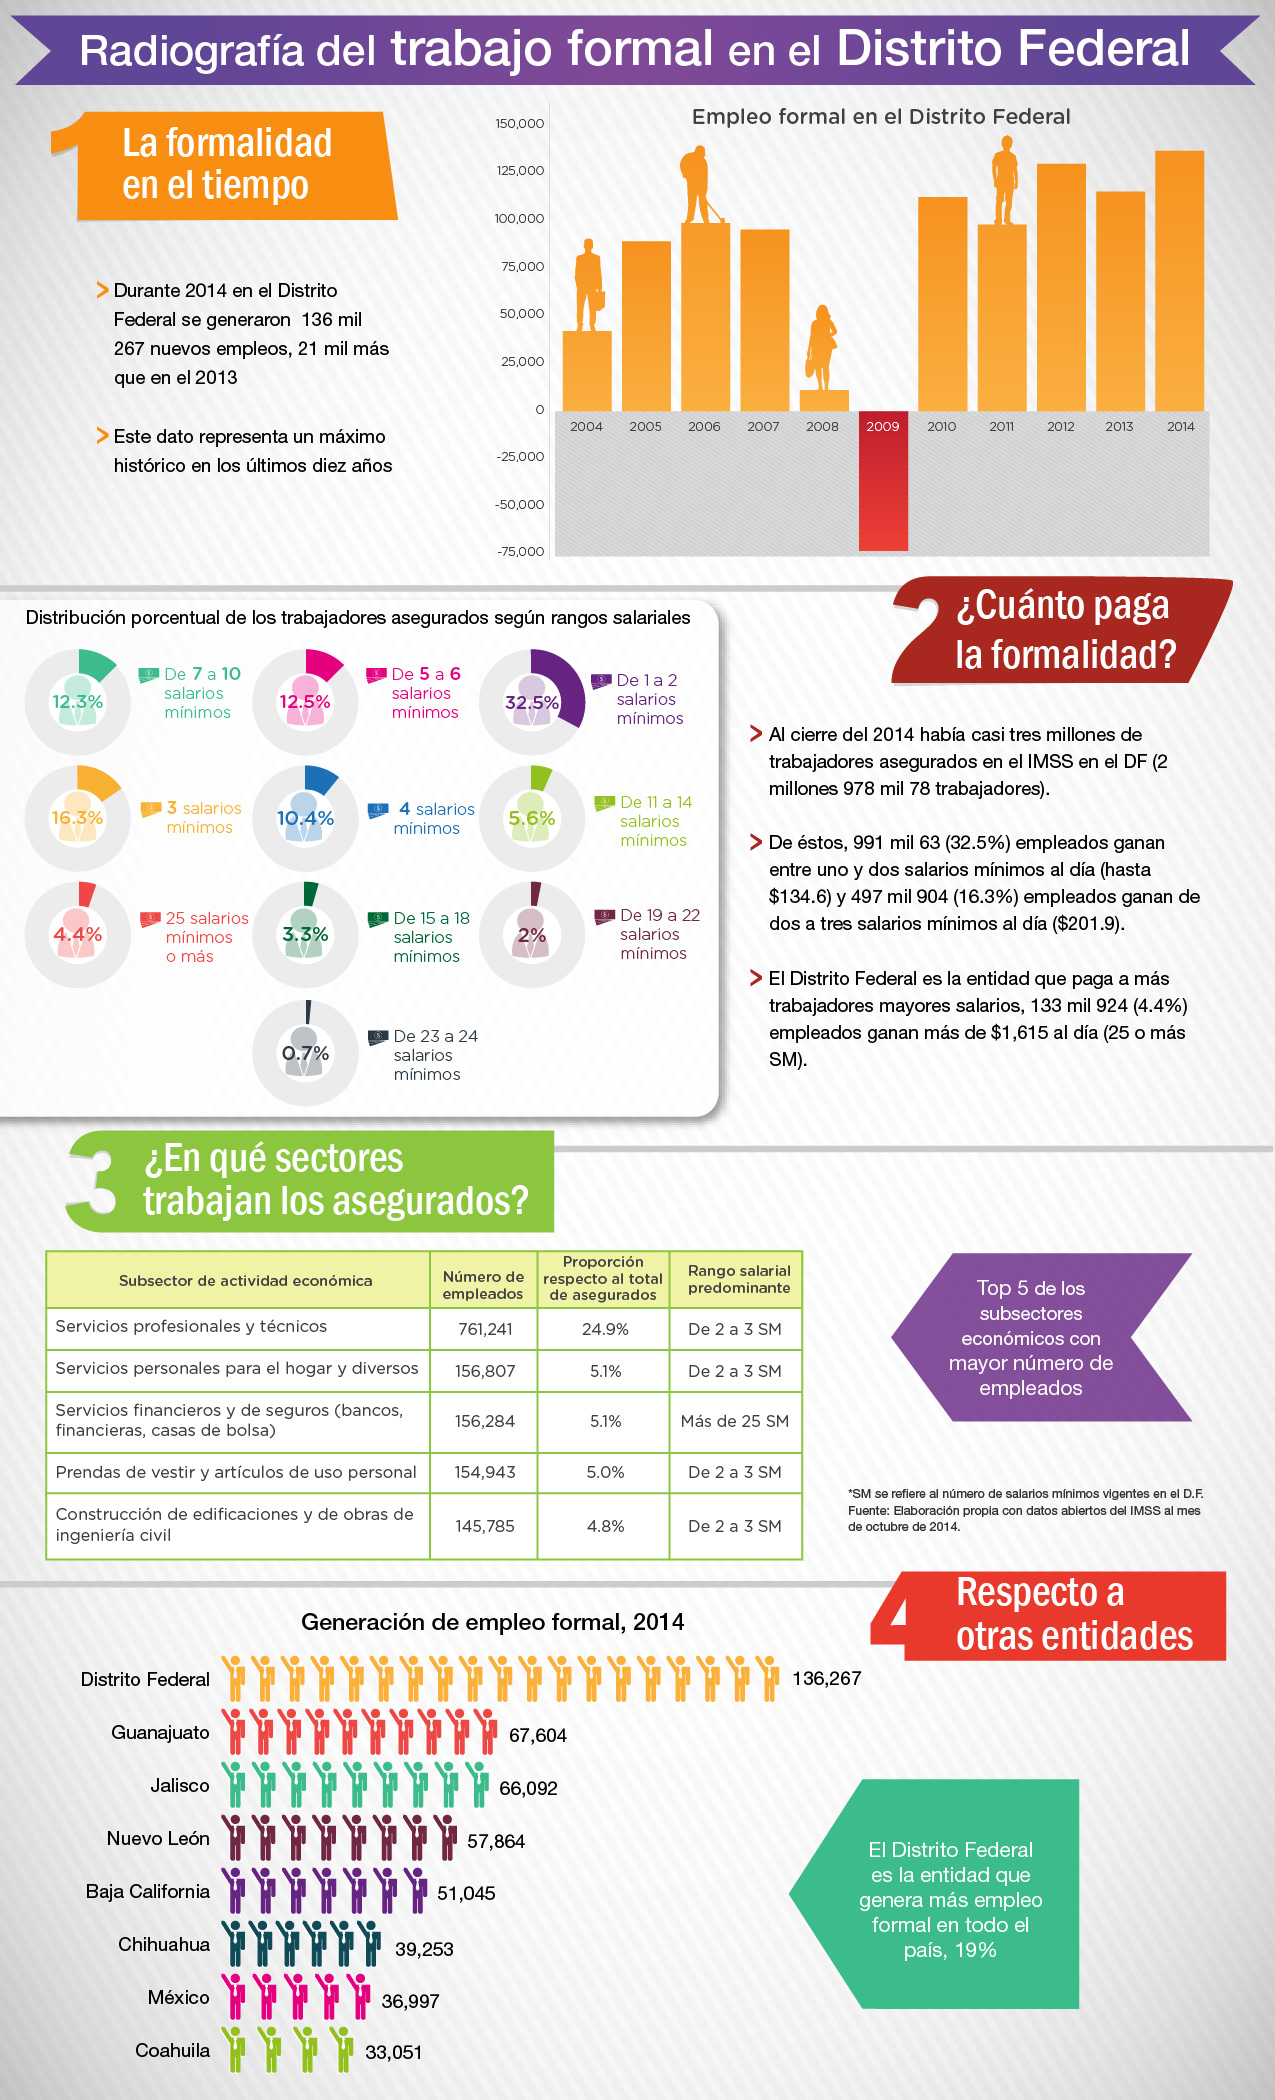 Radiografía del trabajo formal en el Distrito Federal
1 La formalidad
en el tiempo
> Durante 2014 en el Distrito
Federal se generaron 136 mil
267 nuevos empleos, 21 mil más
que en el 2013
> Este dato representa un máximo
histórico en los últimos diez años
Empleo formal en el Distrito Federal
150,000
125,000
100,000
75,000
50,000
25,000
0
-25,000
-50,000
-75,000
2004 2005 2006 2007 2008 2009 2010 2011 2012 2013 2014
Distribución porcentual de los trabajadores asegurados según rangos salariales
12.3%
De 7 a 10
salarios
mínimos
12.5%
De 5 a 6
salarios
mínimos
32.5%
De 1 a 2
salarios
mínimos
16.3%
3 salarios
mínimos
10.4%
4 salarios
mínimos
5.6%
De 11 a 14
salarios
mínimos
4.4%
25 salarios
mínimos
o más
3.3%
De 15 a 18
salarios
mínimos
2%
De 19 a 22
salarios
mínimos
0.7%
De 23 a 24
salarios
mínimos
2 ¿Cuánto paga
la formalidad?
> Al cierre del 2014 había casi tres millones de
trabajadores asegurados en el IMSS en el DF (2
millones 978 mil 78 trabajadores).
> De éstos, 991 mil 63 (32.5%) empleados ganan
entre uno y dos salarios mínimos al día (hasta
$134.6) y 497 mil 904 (16.3%) empleados ganan de
dos a tres salarios mínimos al día ($201.9).
> El Distrito Federal es la entidad que paga a más
trabajadores mayores salarios, 133 mil 924 (4.4%)
empleados ganan más de $1,615 al día (25 o más
SM).
3 ¿En qué sectores
trabajan los asegurados?
Subsector de actividad económica
Número de
empleados
Proporción
respecto al total
de asegurados
Rango salarial
predominante
Servicios profesionales y técnicos 761,241 24.9% De 2 a 3 SM
Servicios personales para el hogar y diversos 156,807 5.1% De 2 a 3 SM
Servicios financieros y de seguros (bancos,
financieras, casas de bolsa) 156,284 5.1% Más de 25 SM
Prendas de vestir y artículos de uso personal 154,943 5.0% De 2 a 3 SM
Construcción de edificaciones y de obras de
ingeniería civil 145,785 4.8% De 2 a 3 SM
Top 5 de los
subsectores
económicos con
mayor número de
empleados
*SM se refiere al número de salarios mínimos vigentes en el D.F.
Fuente: Elaboración propia con datos abiertos del IMSS al mes
de octubre de 2014.
4 Respecto a
otras entidades
Generación de empleo formal, 2014
Distrito Federal 136,267
Guanajuato 67,604
Jalisco 66,092
Nuevo León 57,864
Baja California 51,045
Chihuahua 39,253
México 36,997
Coahuila 33,051
El Distrito Federal
es la entidad que
genera más empleo
formal en todo el
país, 19%